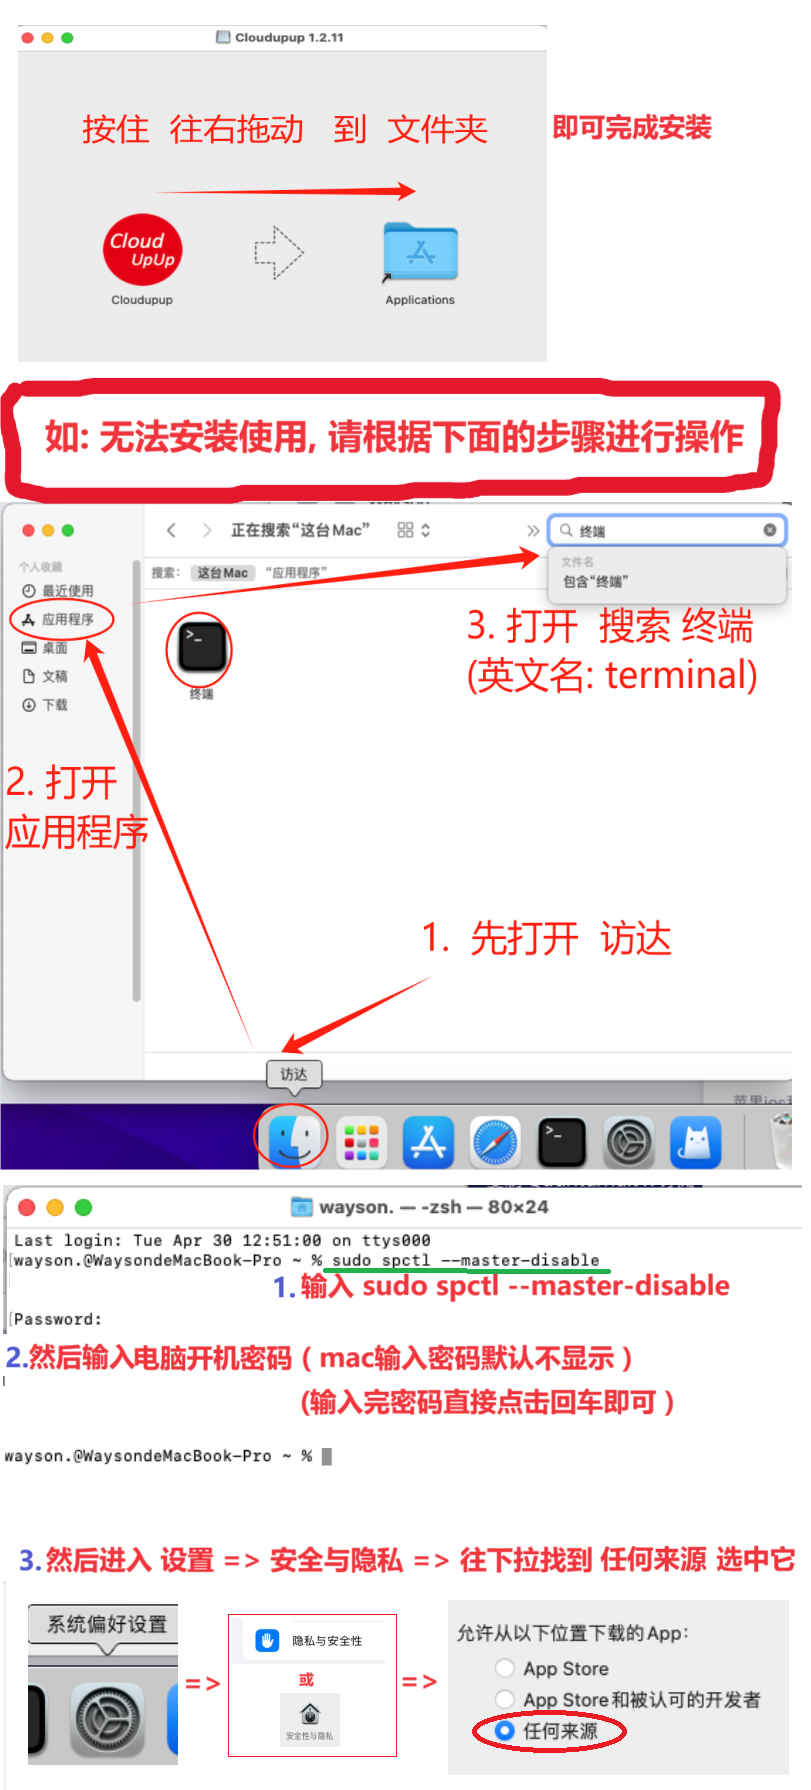 Cloudupup 1.2.11
按住 往右拖动 到 文件夹
即可完成安装
Cloud
UpUp
Cloudupup
Applications
如: 无法安装使用, 请根据下面的步骤进行操作
正在搜索“这台Mac”
终端
个人收藏
搜索:
这台Mac
“应用程序”
文件名
包含“终端”
最近使用
应用程序
桌面
文稿
下载
>_
终端
3. 打开 搜索 终端
(英文名: terminal)
2. 打开
应用程序
1. 先打开 访达
访达
>_
wayson. — -zsh — 80×24
Last login: Tue Apr 30 12:51:00 on ttys000
[wayson.@WaysondeMacBook-Pro ~ % sudo spctl --master-disable
1. 输入 sudo spctl --master-disable
[Password:
2.然后输入电脑开机密码 ( mac输入密码默认不显示 )
(输入完密码直接点击回车即可 )
wayson.@WaysondeMacBook-Pro ~ %
3. 然后进入 设置 => 安全与隐私 => 往下拉找到 任何来源 选中它
系统偏好设置
=>
隐私与安全性
或
安全性与隐私
=>
允许从以下位置下载的App:
App Store
App Store和被认可的开发者
任何来源